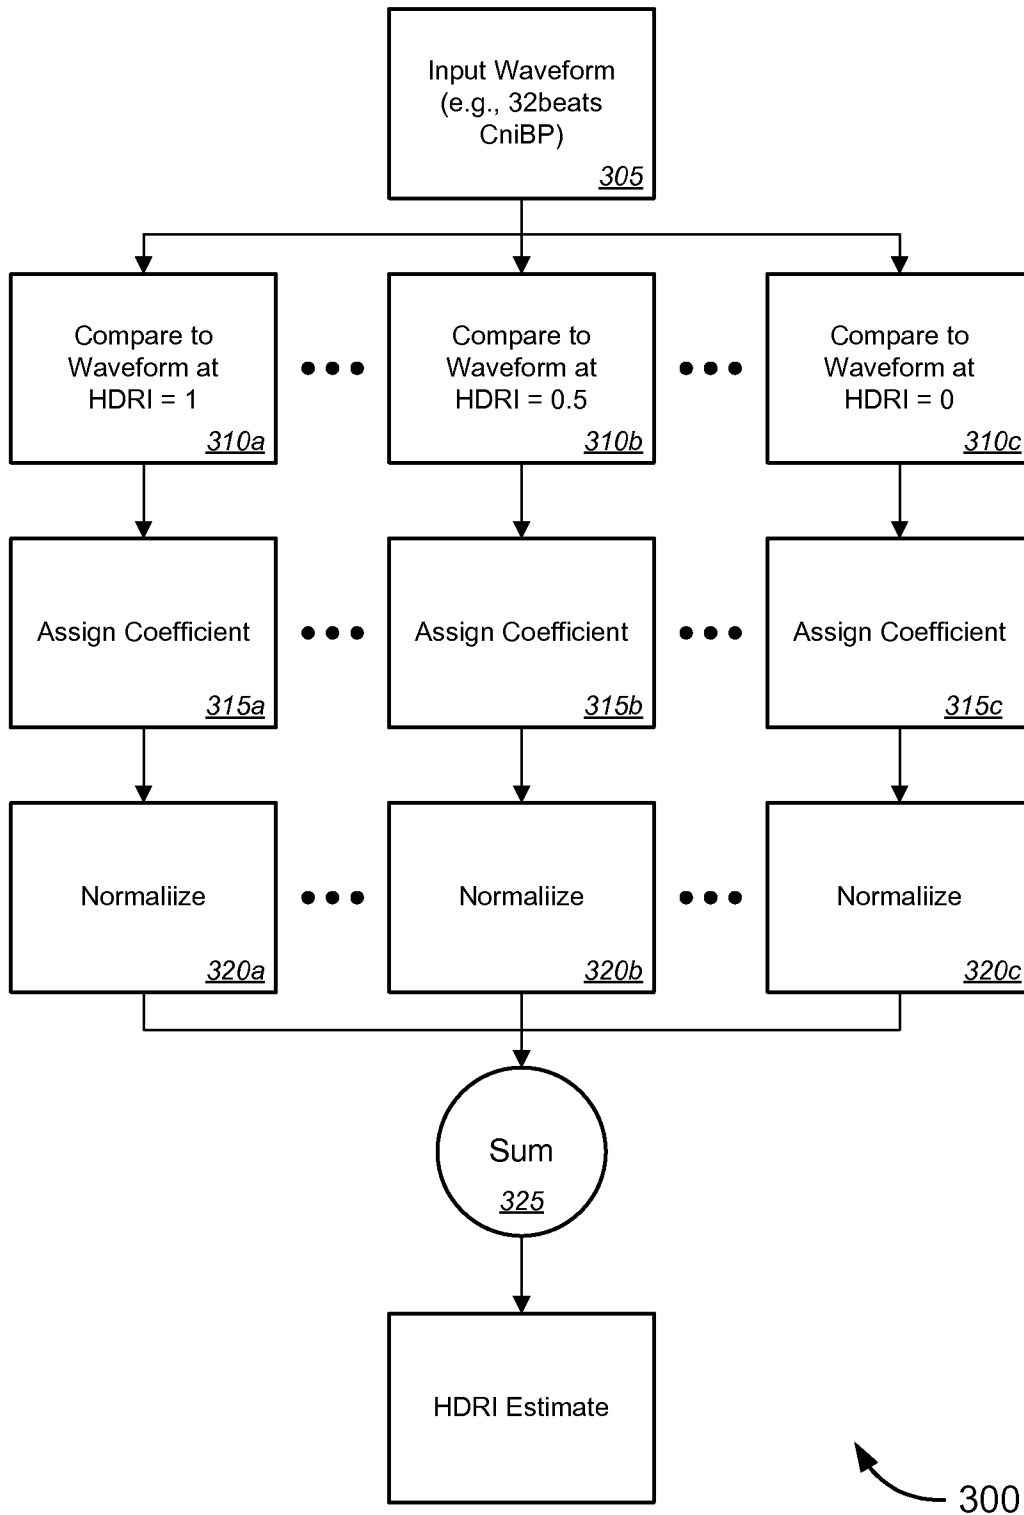 Input Waveform
(e.g., 32beats
CniBP)
305
Compare to
Waveform at
HDRI = 1
310a
Compare to
Waveform at
HDRI = 0.5
310b
Compare to
Waveform at
HDRI = 0
310c
Assign Coefficient
315a
Assign Coefficient
315b
Assign Coefficient
315c
Normaliize
320a
Normaliize
320b
Normaliize
320c
Sum
325
HDRI Estimate
300